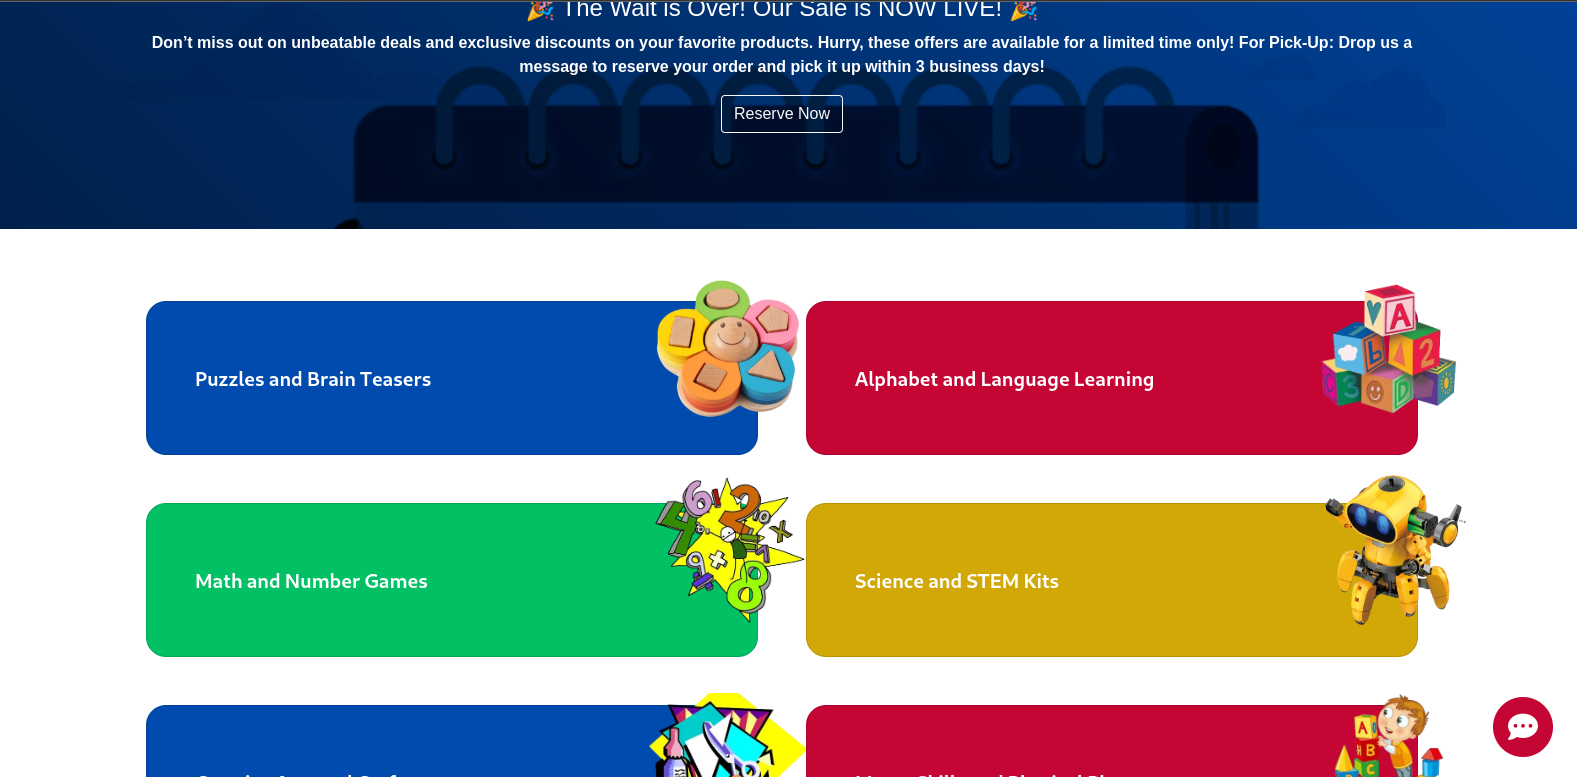 🎉 The Wait is Over! Our Sale is NOW LIVE! 🎉
Don’t miss out on unbeatable deals and exclusive discounts on your favorite products. Hurry, these offers are available for a limited time only! For Pick-Up: Drop us a
message to reserve your order and pick it up within 3 business days!
Reserve Now
Puzzles and Brain Teasers
Alphabet and Language Learning
Math and Number Games
Science and STEM Kits